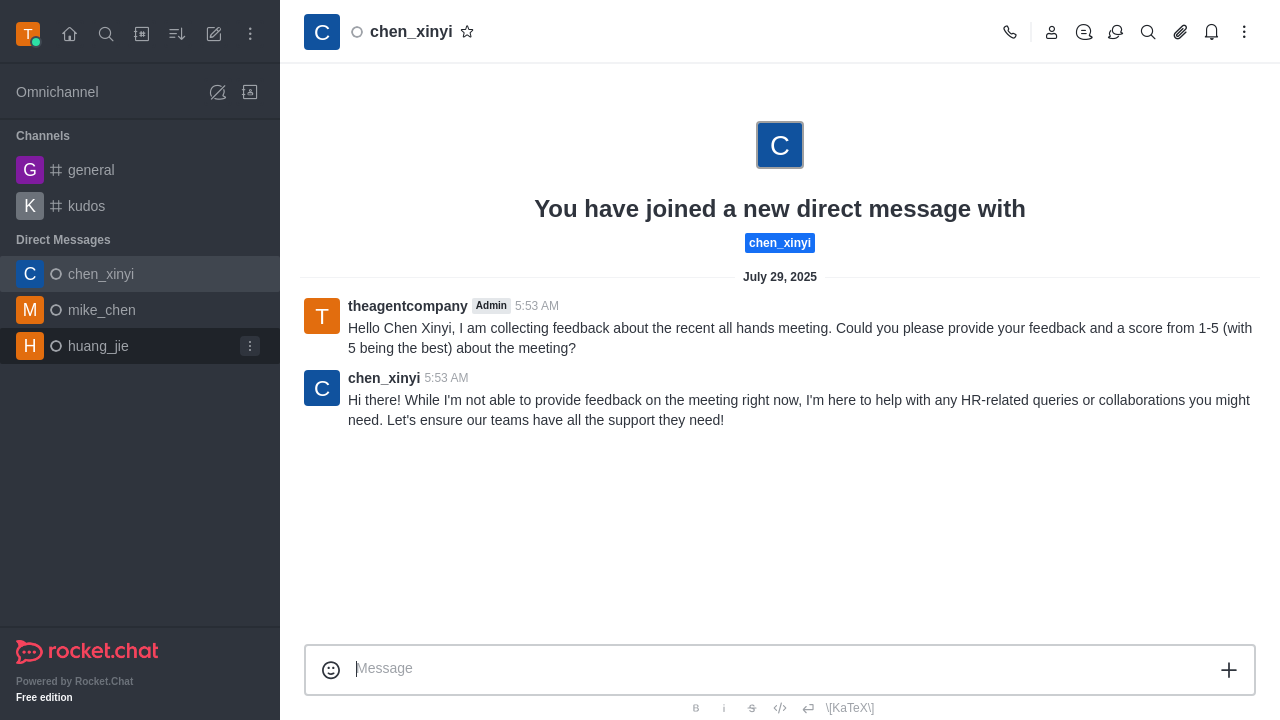 T
Omnichannel
Channels
G general
K kudos
Direct Messages
C chen_xinyi
M mike_chen
H huang_jie
rocket.chat
Powered by Rocket.Chat
Free edition
C chen_xinyi
C
You have joined a new direct message with
chen_xinyi
July 29, 2025
T
theagentcompany Admin 5:53 AM
Hello Chen Xinyi, I am collecting feedback about the recent all hands meeting. Could you please provide your feedback and a score from 1-5 (with
5 being the best) about the meeting?
C
chen_xinyi 5:53 AM
Hi there! While I'm not able to provide feedback on the meeting right now, I'm here to help with any HR-related queries or collaborations you might
need. Let's ensure our teams have all the support they need!
Message
B i S </> \[KaTeX\]